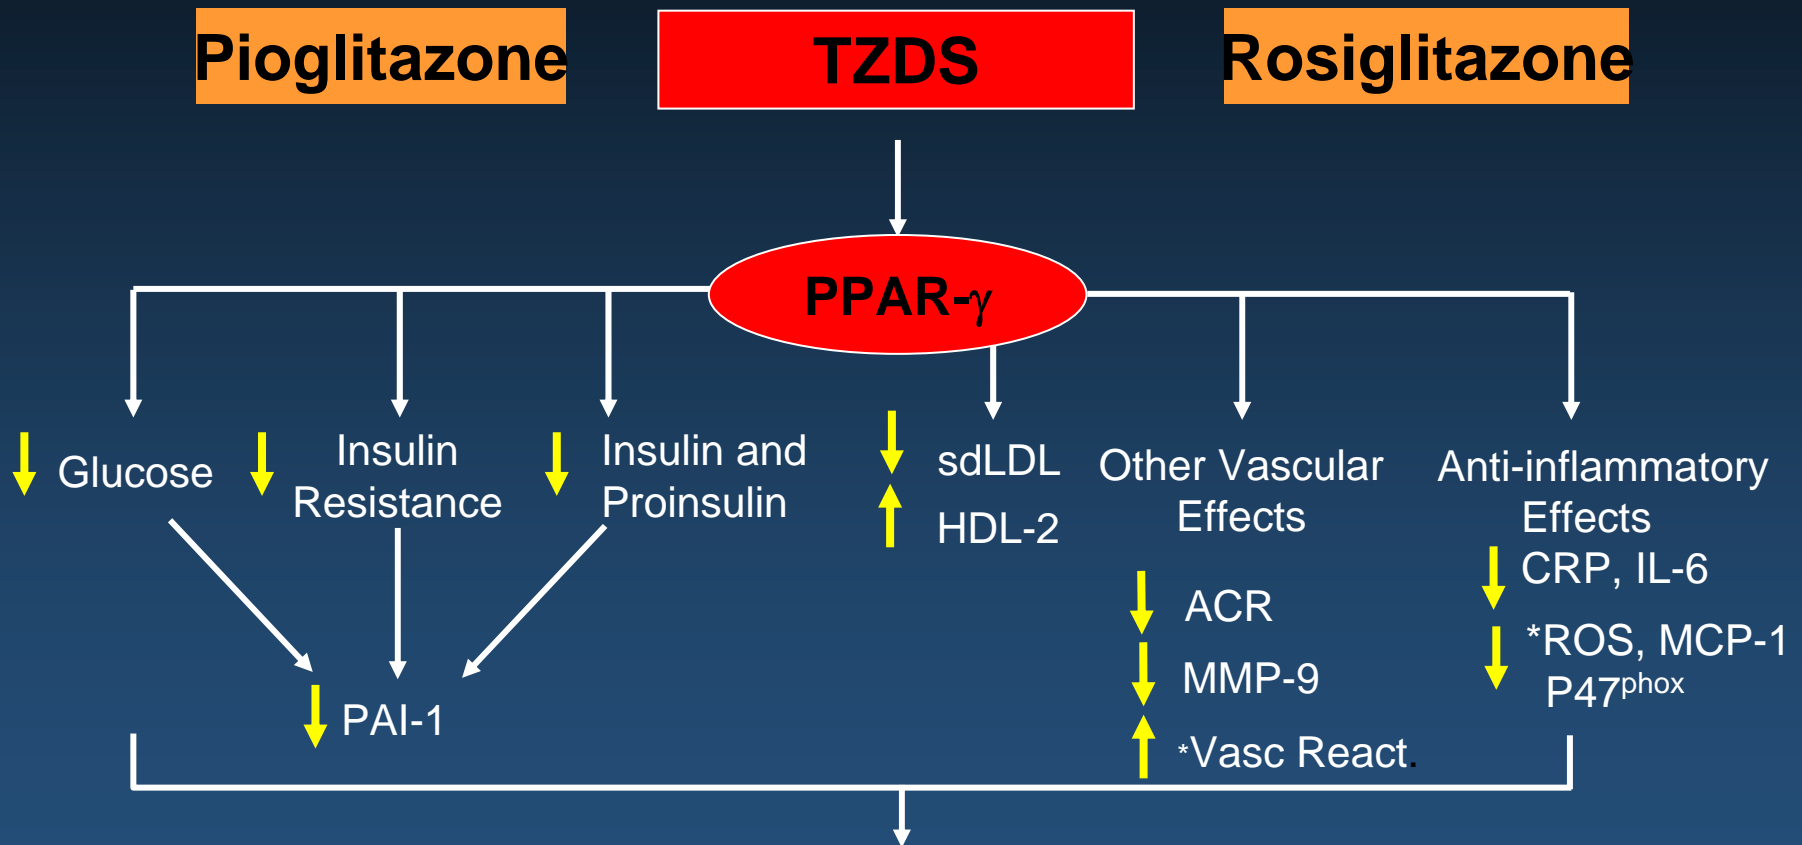 Pioglitazone
TZDS
Rosiglitazone
PPAR-γ
Glucose
Insulin
Resistance
Insulin and
Proinsulin
sdLDL
HDL-2
Other Vascular
Effects
ACR
MMP-9
*Vasc React.
Anti-inflammatory
Effects
CRP, IL-6
*ROS, MCP-1
P47phox
PAI-1